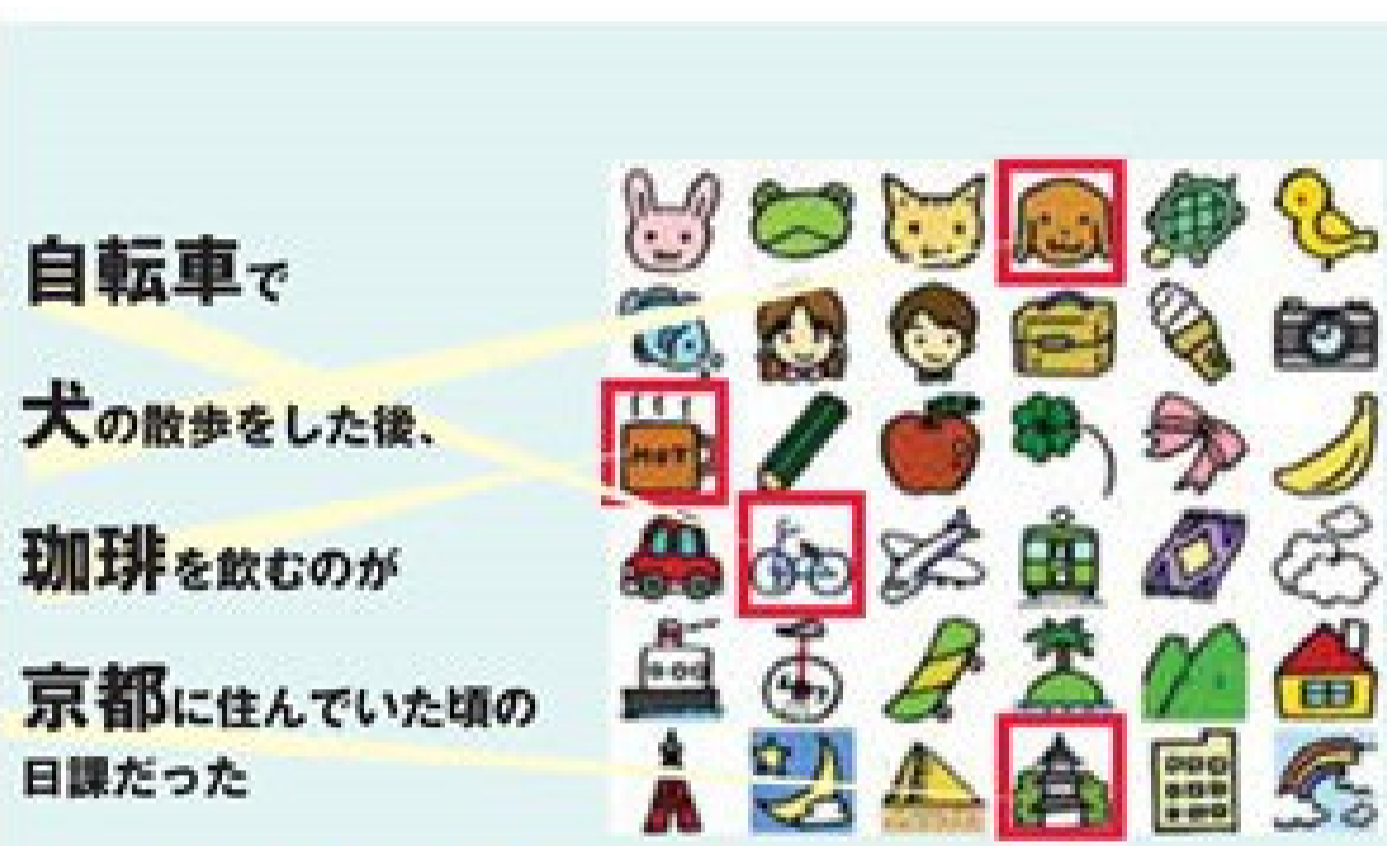 自転車で
犬の散歩をした後、
珈琲を飲むのが
京都に住んでいた頃の
日課だった
HOT